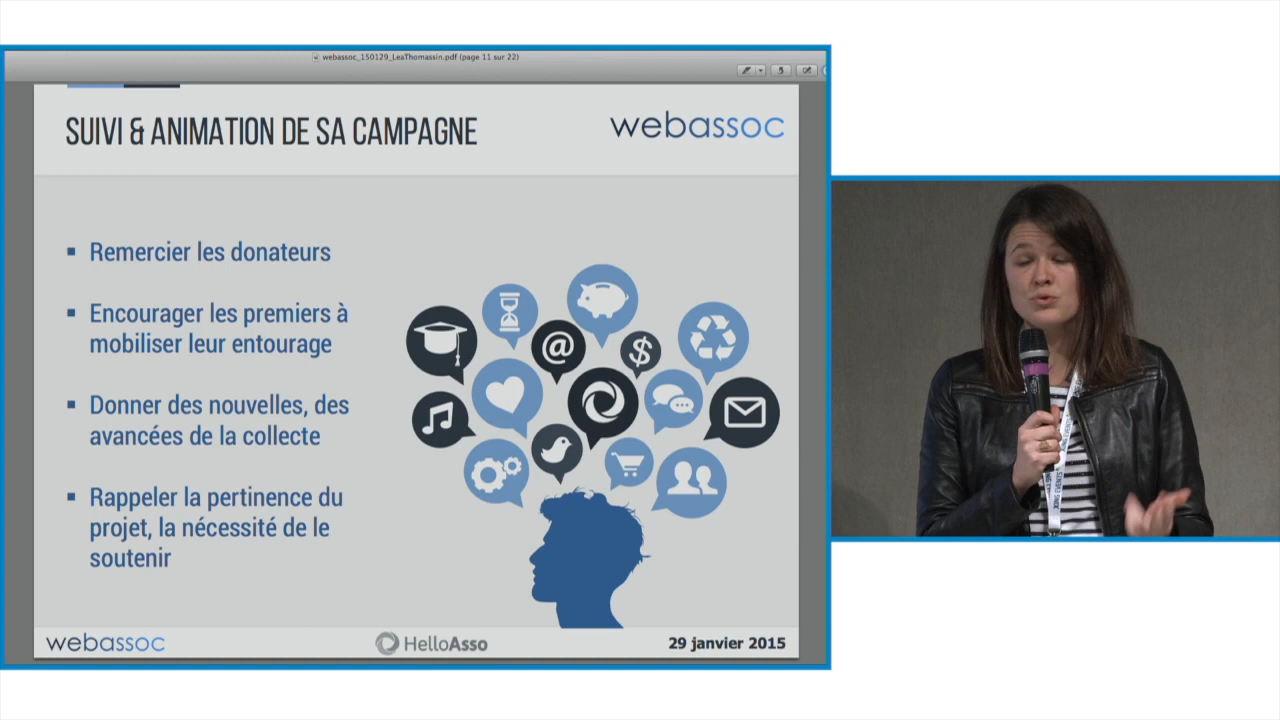 webassoc_150129_LeaThomassin.pdf (page 11 sur 22)
SUIVI & ANIMATION DE SA CAMPAGNE
webassoc
▪ Remercier les donateurs
▪ Encourager les premiers à
mobiliser leur entourage
▪ Donner des nouvelles, des
avancées de la collecte
▪ Rappeler la pertinence du
projet, la nécessité de le
soutenir
@
$
webassoc
HelloAsso
29 janvier 2015